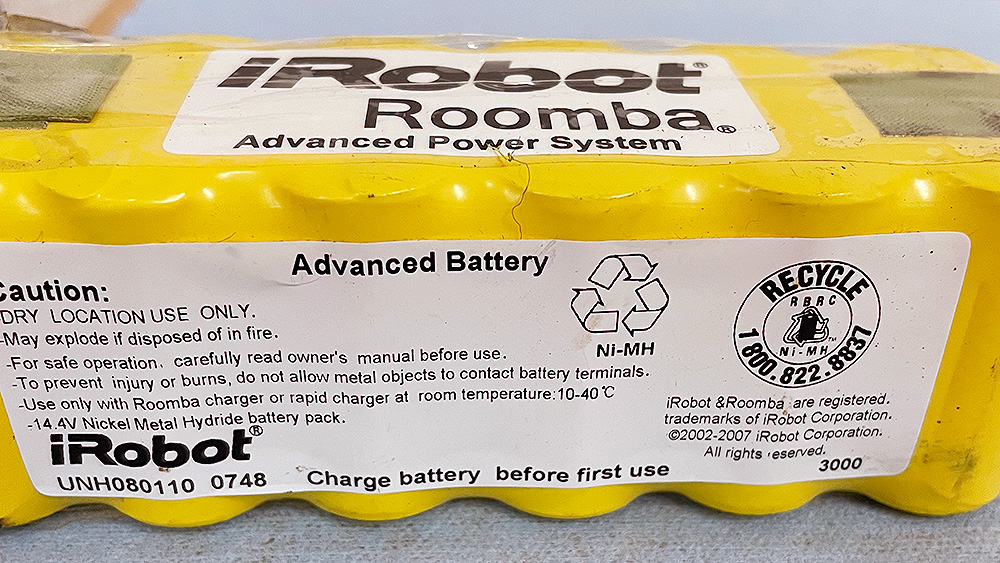 iRobot®
Roomba®
Advanced Power System
Advanced Battery
Caution:
-DRY LOCATION USE ONLY.
-May explode if disposed of in fire.
-For safe operation, carefully read owner's manual before use.
-To prevent injury or burns, do not allow metal objects to contact battery terminals.
-Use only with Roomba charger or rapid charger at room temperature:10-40℃
-14.4V Nickel Metal Hydride battery pack.
iRobot®
UNH080110 0748
Charge battery before first use
Ni-MH
RECYCLE
RBRC
TM
Ni-MH
1.800.822.8837
iRobot &Roomba are registered.
trademarks of iRobot Corporation.
©2002-2007 iRobot Corporation.
All rights eserved.
3000